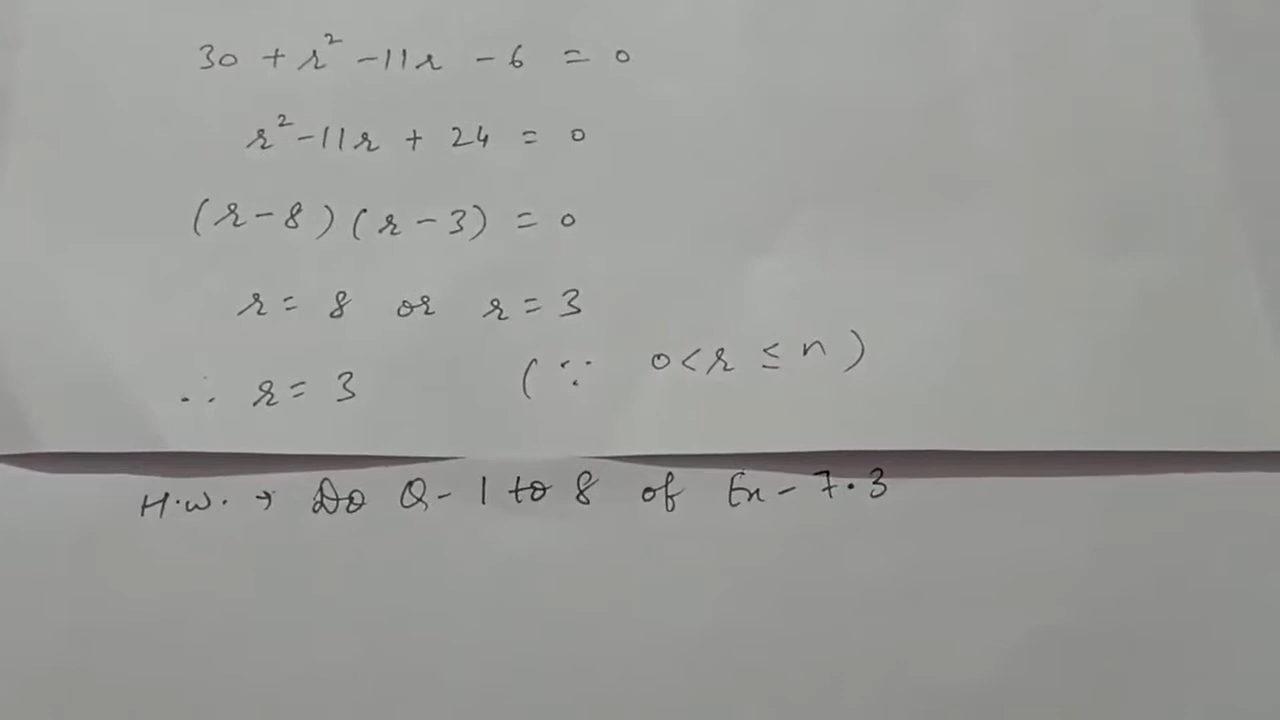 30 + r² - 11r - 6 = 0
r² - 11r + 24 = 0
(r - 8)(r - 3) = 0
r = 8 or r = 3
∴ r = 3 (∵ 0 < r ≤ n)
H.W. → Do Q - 1 to 8 of Ex - 7.3